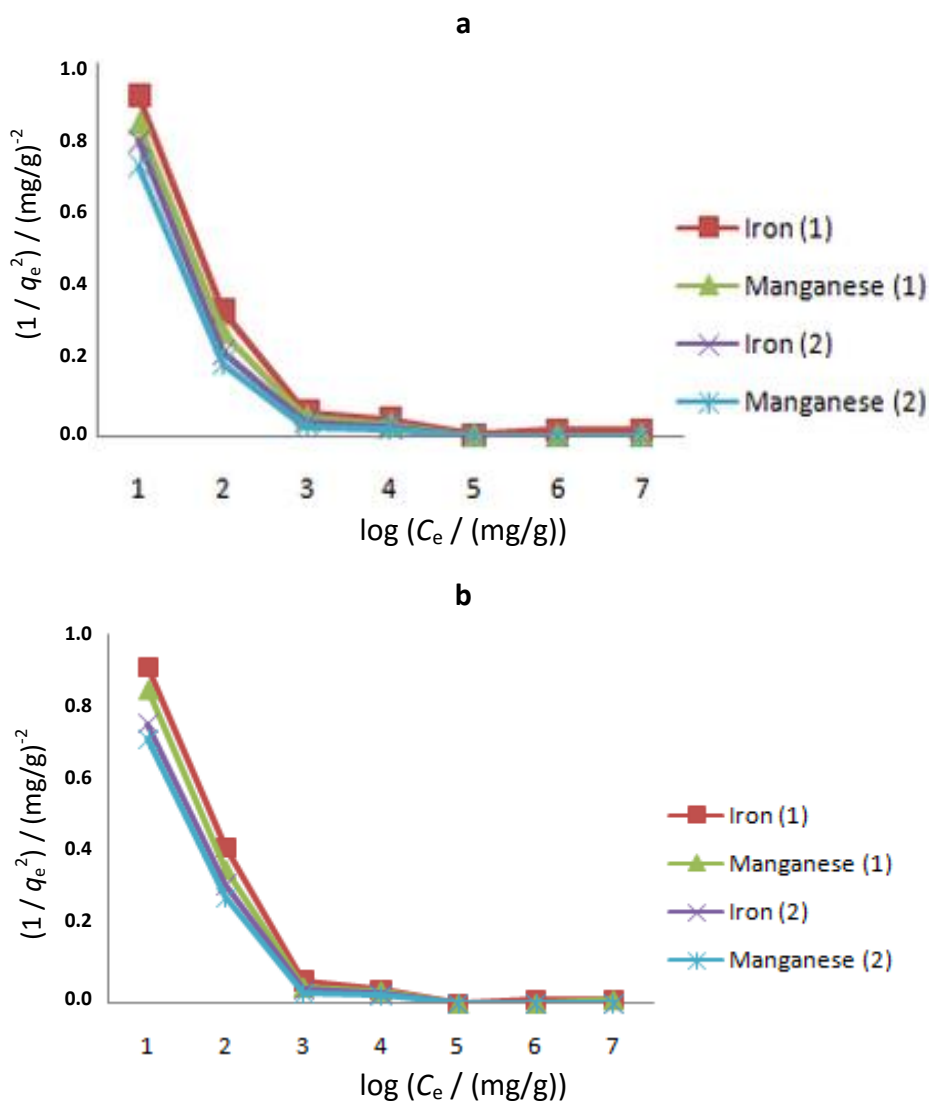 a
1.0
0.8
0.6
0.4
0.2
0.0
(1 / qₑ²) / (mg/g)⁻²
1 2 3 4 5 6 7
log (Cₑ / (mg/g))
Iron (1)
Manganese (1)
Iron (2)
Manganese (2)
b
1.0
0.8
0.6
0.4
0.2
0.0
(1 / qₑ²) / (mg/g)⁻²
1 2 3 4 5 6 7
log (Cₑ / (mg/g))
Iron (1)
Manganese (1)
Iron (2)
Manganese (2)